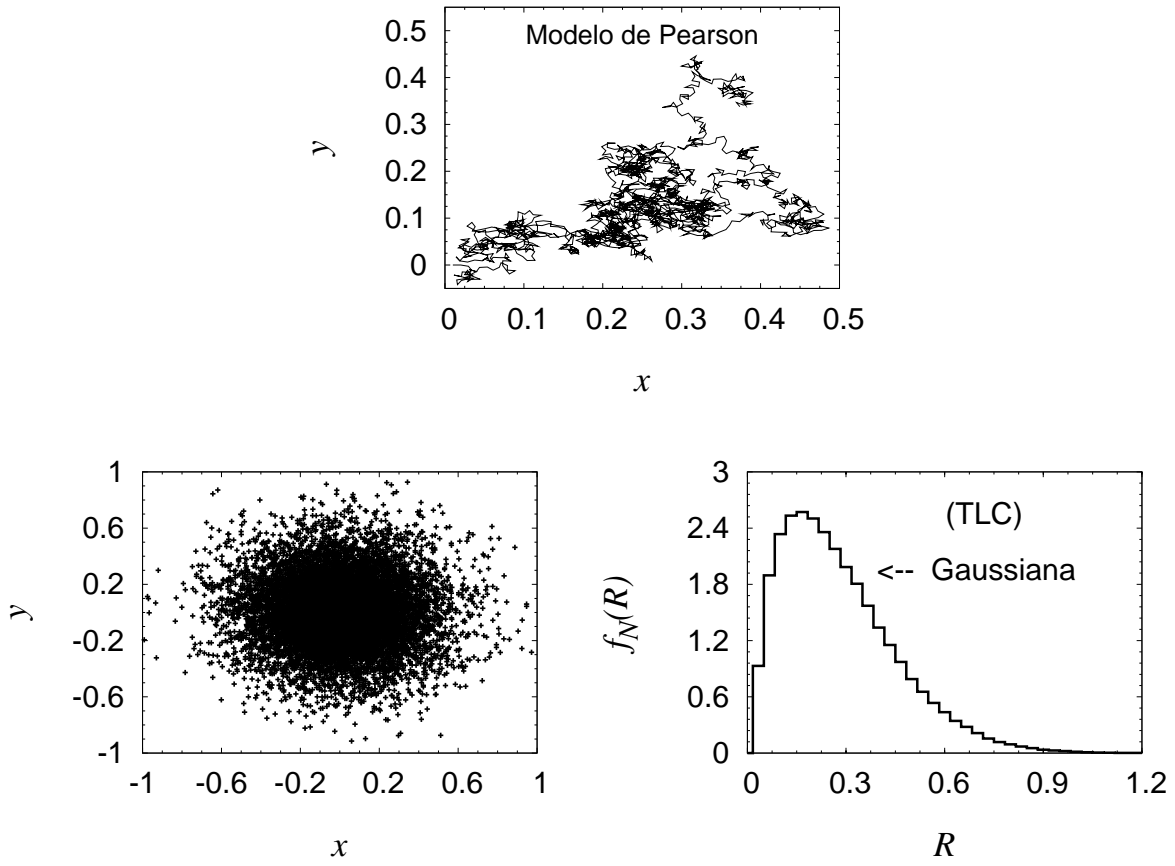 Modelo de Pearson
0.5
0.4
0.3
0.2
0.1
0
y
0 0.1 0.2 0.3 0.4 0.5
x
1
0.6
0.2
-0.2
-0.6
-1
y
-1 -0.6 -0.2 0.2 0.6 1
x
3
2.4
1.8
1.2
0.6
0
f_N(R)
(TLC)
<-- Gaussiana
0 0.3 0.6 0.9 1.2
R